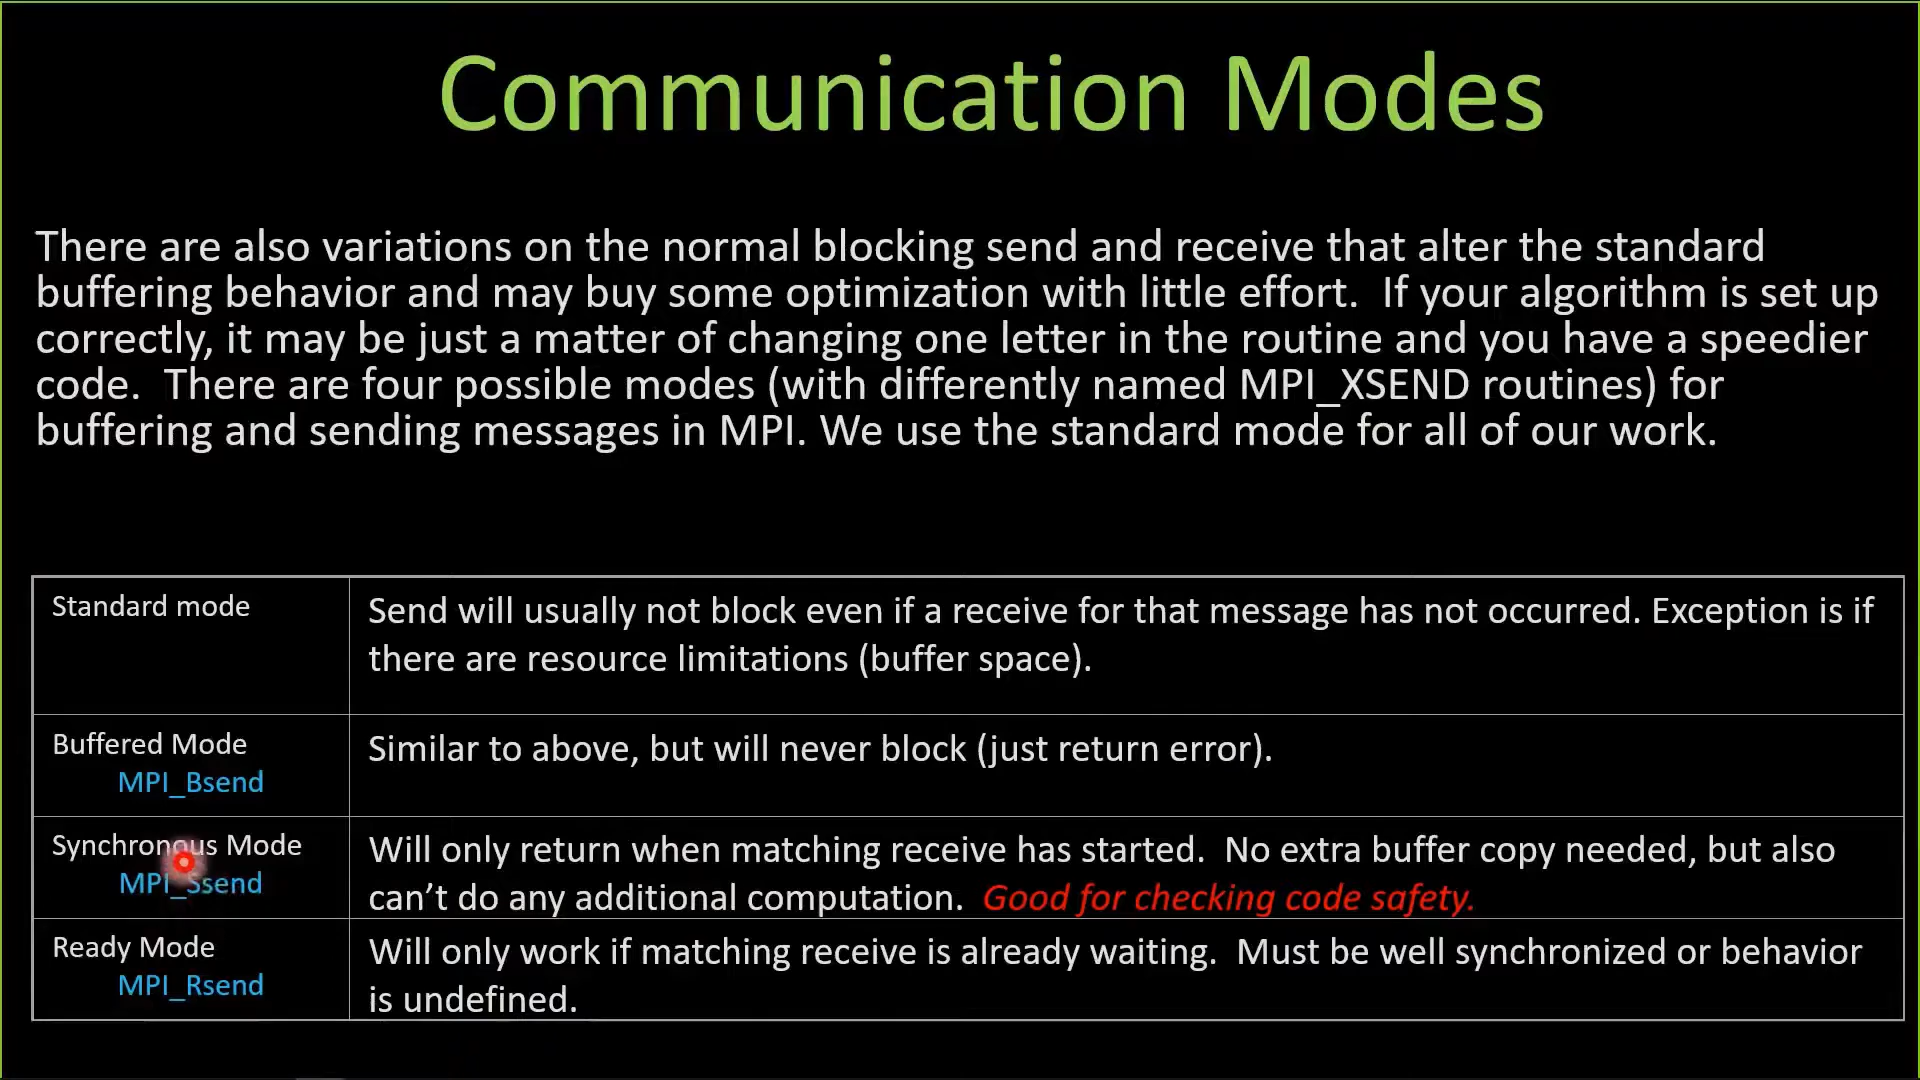 Communication Modes
There are also variations on the normal blocking send and receive that alter the standard
buffering behavior and may buy some optimization with little effort.  If your algorithm is set up
correctly, it may be just a matter of changing one letter in the routine and you have a speedier
code.  There are four possible modes (with differently named MPI_XSEND routines) for
buffering and sending messages in MPI. We use the standard mode for all of our work.
Standard mode
Send will usually not block even if a receive for that message has not occurred. Exception is if
there are resource limitations (buffer space).
Buffered Mode
MPI_Bsend
Similar to above, but will never block (just return error).
Synchronous Mode
MPI_Ssend
Will only return when matching receive has started.  No extra buffer copy needed, but also
can’t do any additional computation.  Good for checking code safety.
Ready Mode
MPI_Rsend
Will only work if matching receive is already waiting.  Must be well synchronized or behavior
is undefined.